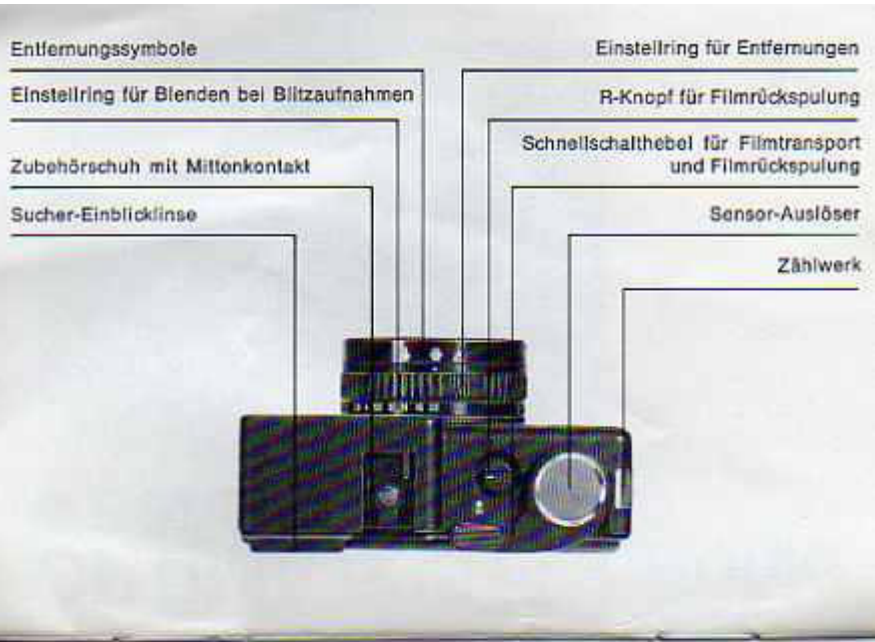 Entfernungssymbole
Einstellring für Blenden bei Blitzaufnahmen
Zubehörschuh mit Mittenkontakt
Sucher-Einblicklinse
Einstellring für Entfernungen
R-Knopf für Filmrückspulung
Schnellschalthebel für Filmtransport
und Filmrückspulung
Sensor-Auslöser
Zählwerk